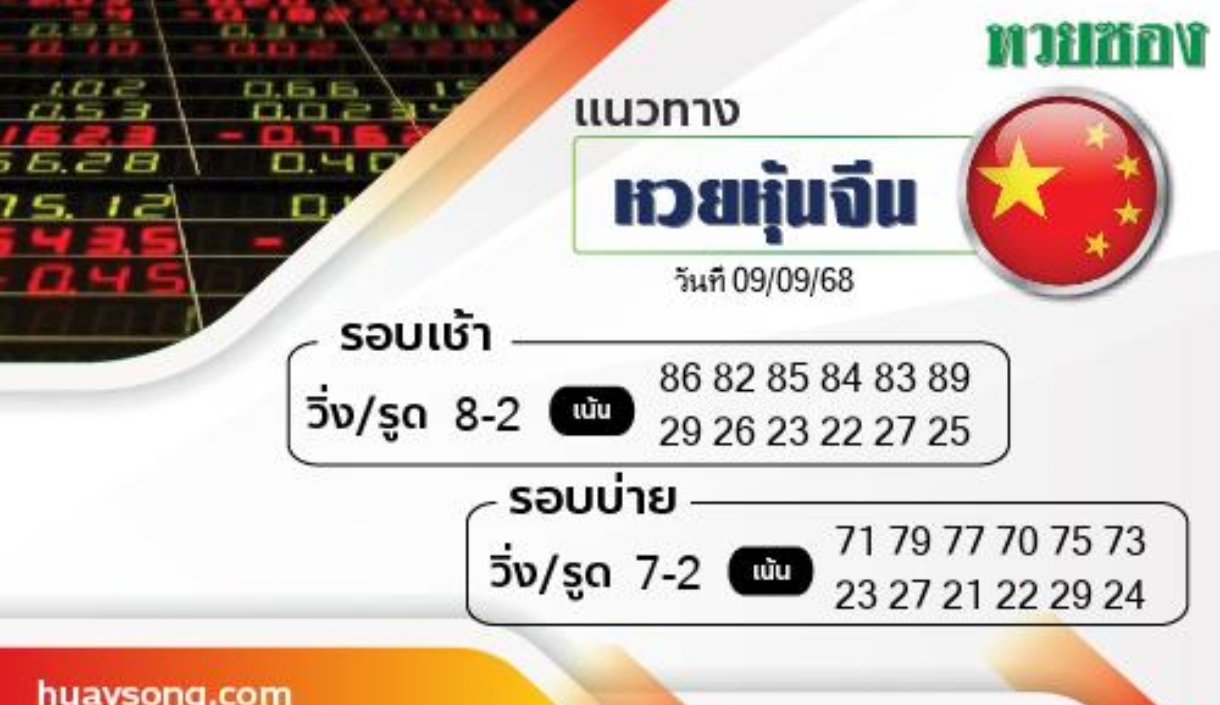 หวยซอง
แนวทาง
หวยหุ้นจีน
วันที่ 09/09/68
รอบเช้า
วิ่ง/รูด 8-2 เน้น
86 82 85 84 83 89
29 26 23 22 27 25
รอบบ่าย
วิ่ง/รูด 7-2 เน้น
71 79 77 70 75 73
23 27 21 22 29 24
huaysong.com